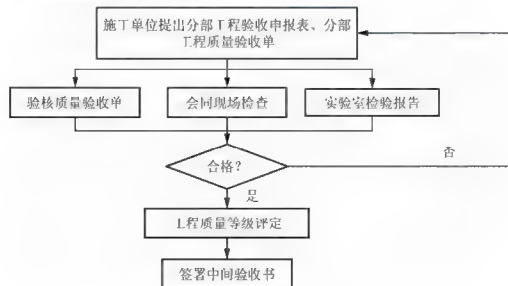 施工单位提出分部工程验收申报表、分部
工程质量验收单
验核质量验收单
会同现场检查
实验室检验报告
合格?
否
是
工程质量等级评定
签署中间验收书